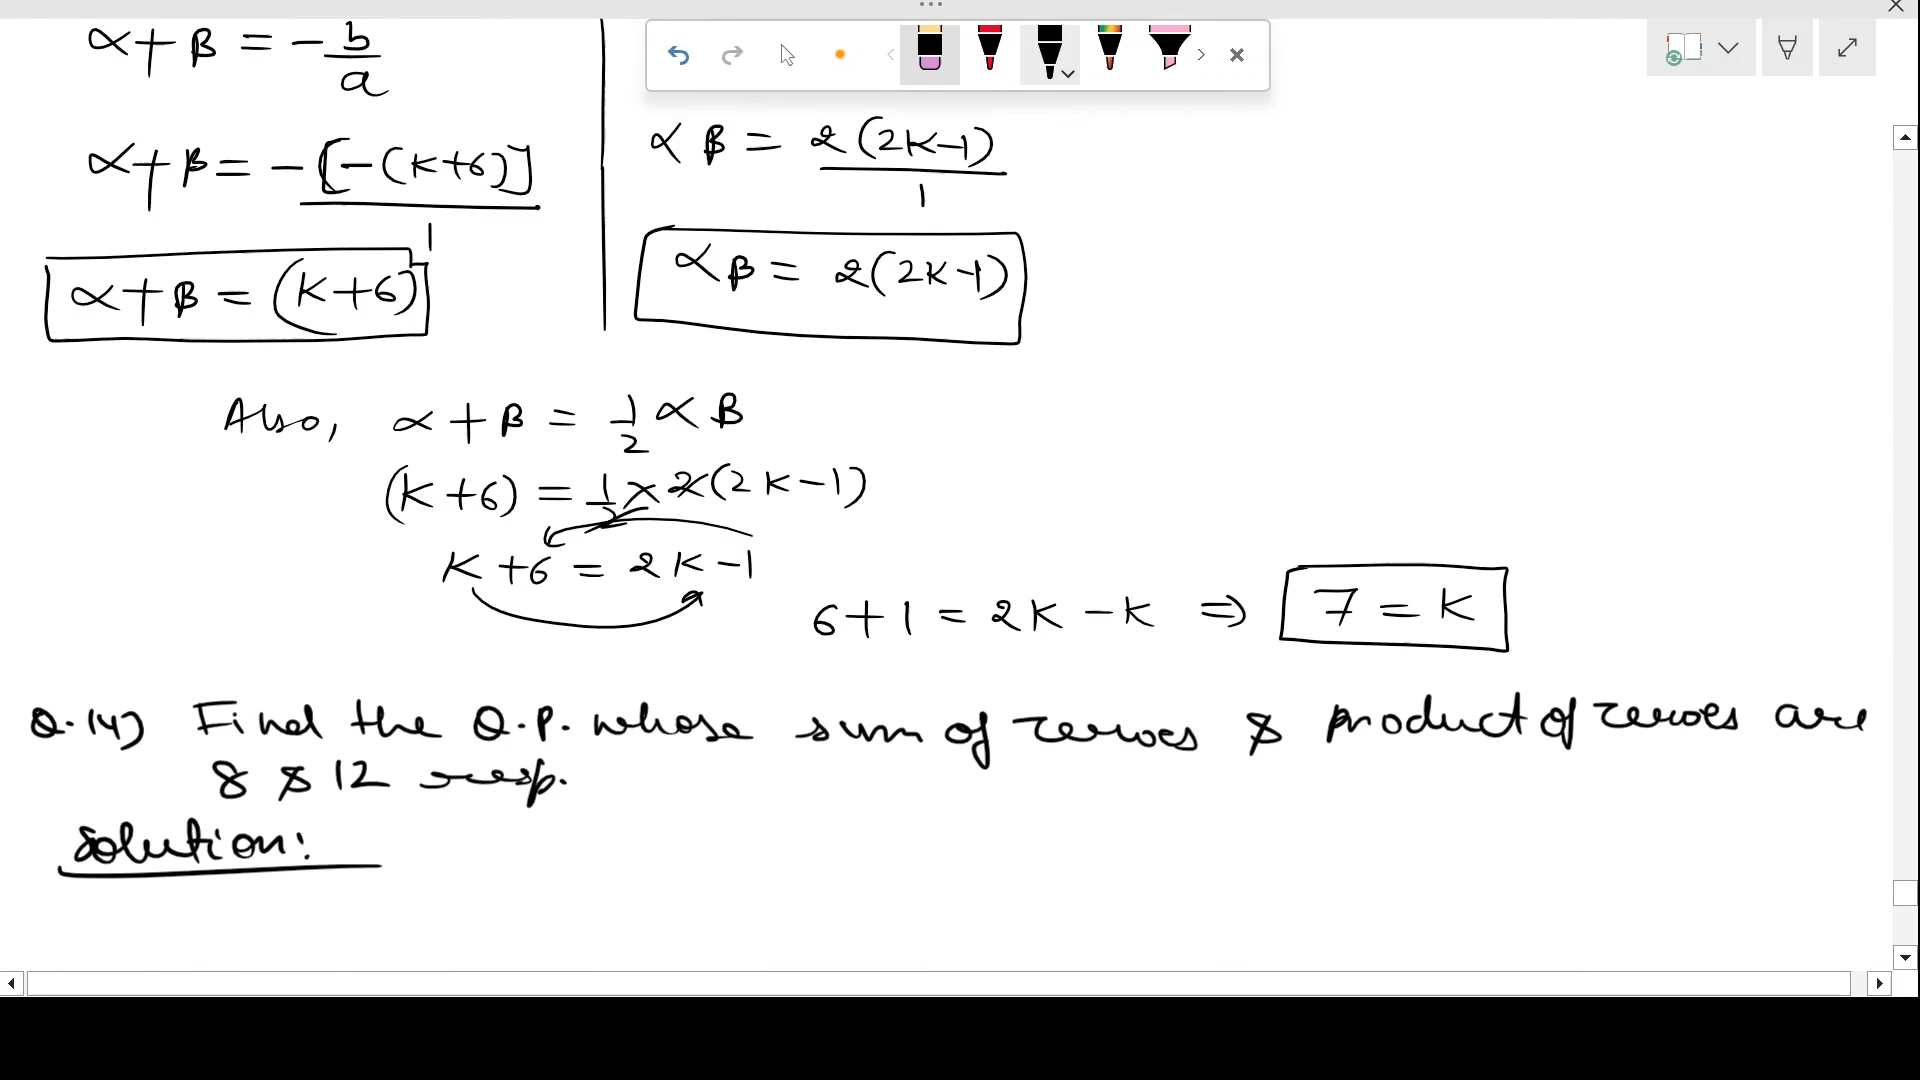 α+β = -b/a
α+β = -[-(K+6)]/1
α+β = (K+6)
αβ = 2(2K-1)/1
αβ = 2(2K-1)
Also, α+β = 1/2 αβ
(K+6) = 1/2 × 2(2K-1)
K+6 = 2K-1
6+1 = 2K-K ⇒ 7 = K
Q.14) Find the Q.P. whose sum of zeroes & product of zeroes are
8 & 12 resp.
solution: